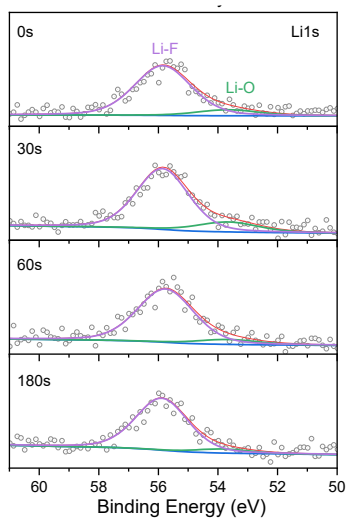 0s
Li1s
Li-F
Li-O
30s
60s
180s
60 58 56 54 52 50
Binding Energy (eV)